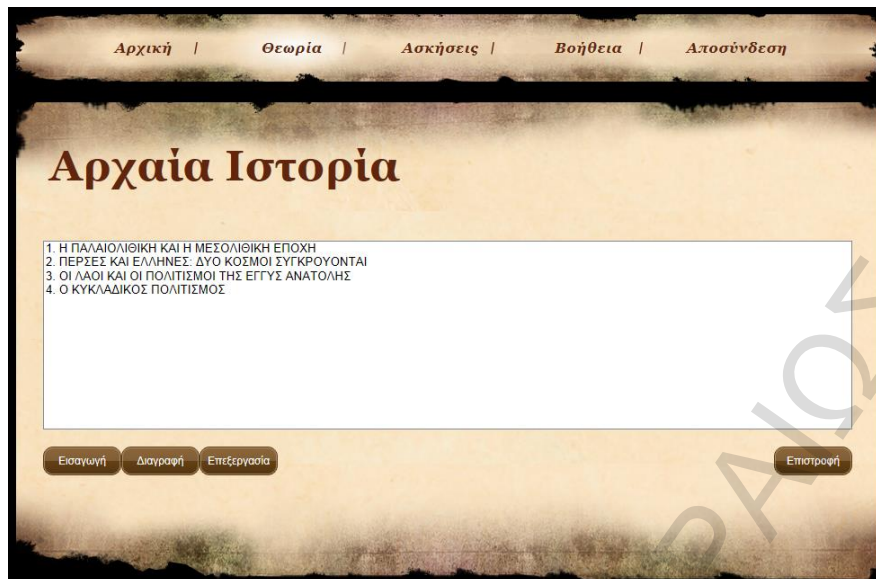 Αρχική | Θεωρία | Ασκήσεις | Βοήθεια | Αποσύνδεση
Αρχαία Ιστορία
1. Η ΠΑΛΑΙΟΛΙΘΙΚΗ ΚΑΙ Η ΜΕΣΟΛΙΘΙΚΗ ΕΠΟΧΗ
2. ΠΕΡΣΕΣ ΚΑΙ ΕΛΛΗΝΕΣ: ΔΥΟ ΚΟΣΜΟΙ ΣΥΓΚΡΟΥΟΝΤΑΙ
3. ΟΙ ΛΑΟΙ ΚΑΙ ΟΙ ΠΟΛΙΤΙΣΜΟΙ ΤΗΣ ΕΓΓΥΣ ΑΝΑΤΟΛΗΣ
4. Ο ΚΥΚΛΑΔΙΚΟΣ ΠΟΛΙΤΙΣΜΟΣ
Εισαγωγή Διαγραφή Επεξεργασία Επιστροφή